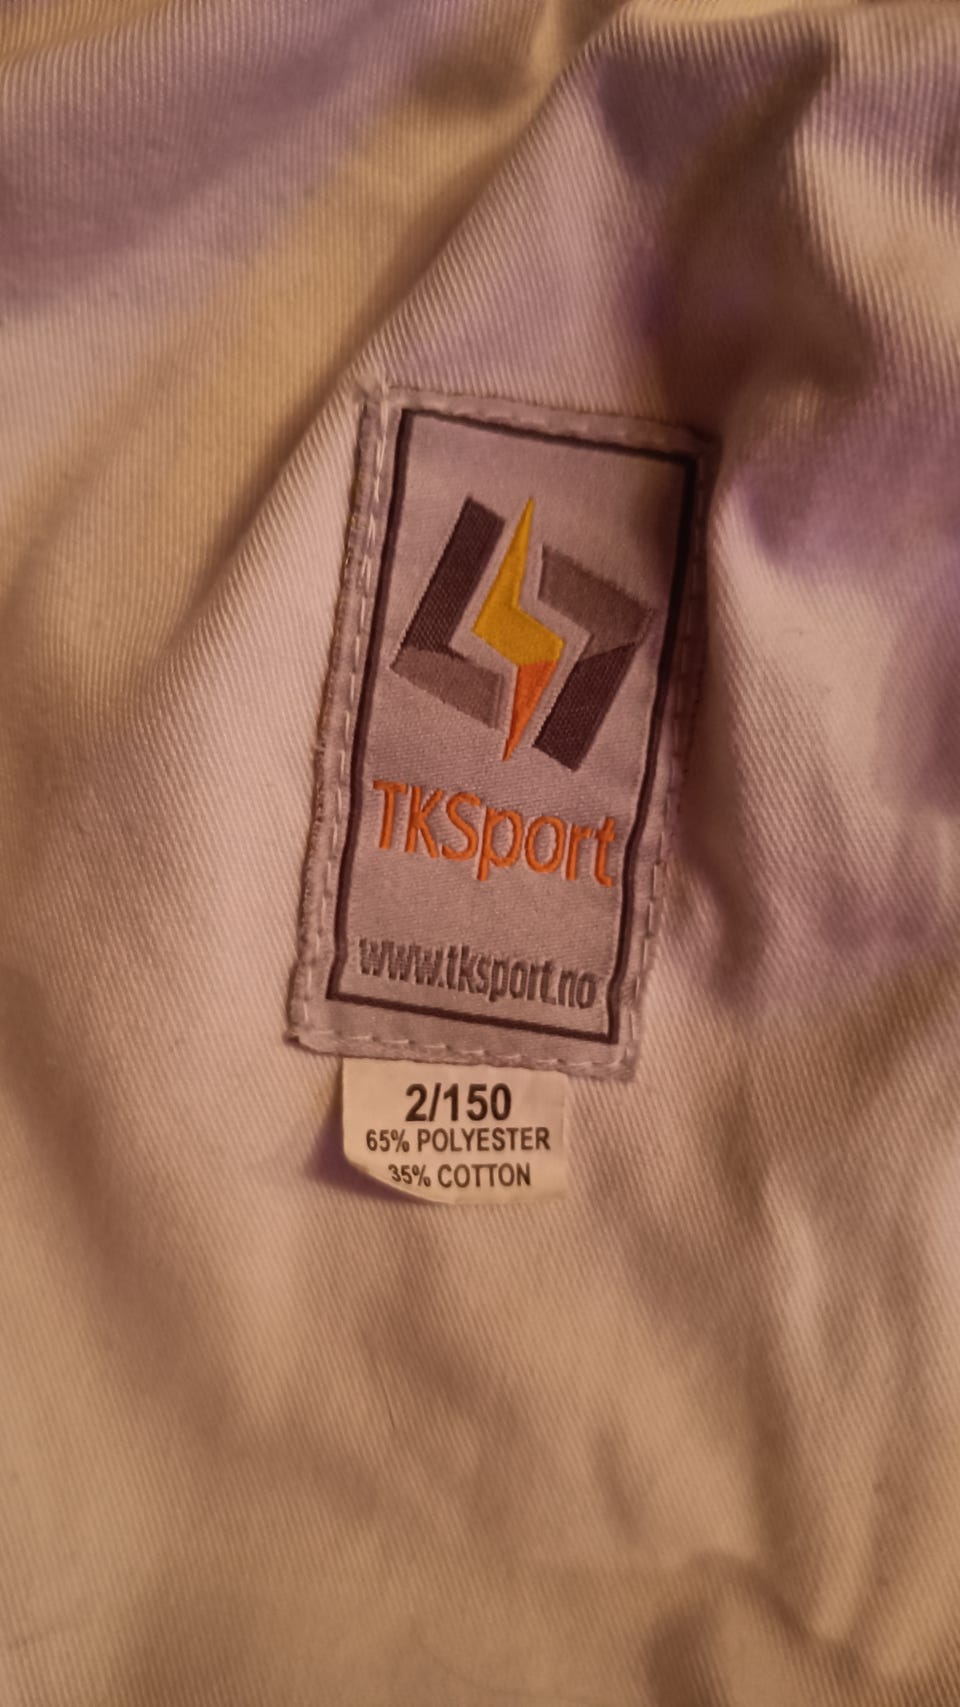 TKSport
www.tksport.no
2/150
65% POLYESTER
35% COTTON